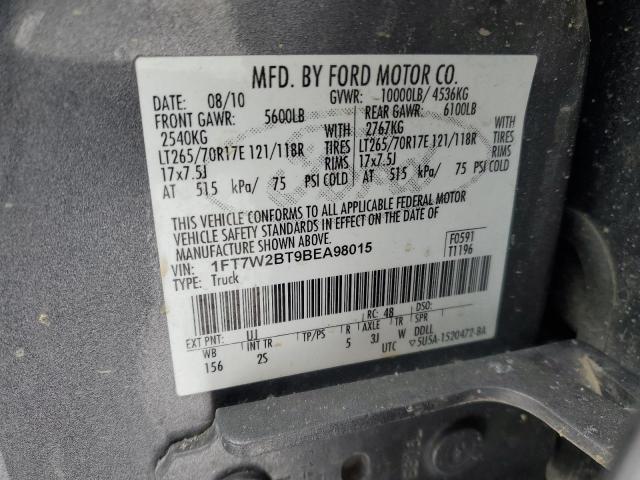 MFD. BY FORD MOTOR CO.
DATE: 08/10 GVWR: 10000LB/ 4536KG
FRONT GAWR: 5600LB REAR GAWR: 6100LB
2540KG WITH 2767KG WITH
LT265/70R17E 121/118R TIRES LT265/70R17E 121/118R TIRES
17x7.5J RIMS 17x7.5J RIMS
AT 515 kPa/ 75 PSI COLD AT 515 kPa/ 75 PSI COLD
THIS VEHICLE CONFORMS TO ALL APPLICABLE FEDERAL MOTOR
VEHICLE SAFETY STANDARDS IN EFFECT ON THE DATE OF
MANUFACTURE SHOWN ABOVE.
VIN: 1FT7W2BT9BEA98015 F0591
TYPE: Truck T1196
EXT PNT: UJ RC: 48 DSO:
WB INT TR TP/PS R AXLE TR SPR
156 2S 5 3J W DDLL
UTC 5U5A-1520472-BA
Ford